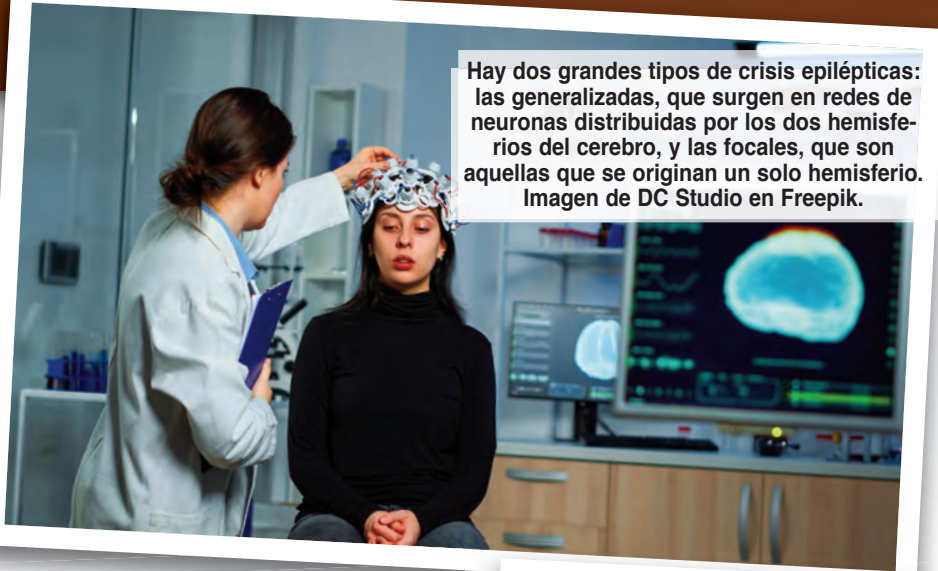 Hay dos grandes tipos de crisis epilépticas:
las generalizadas, que surgen en redes de
neuronas distribuidas por los dos hemisfe-
rios del cerebro, y las focales, que son
aquellas que se originan un solo hemisferio.
Imagen de DC Studio en Freepik.